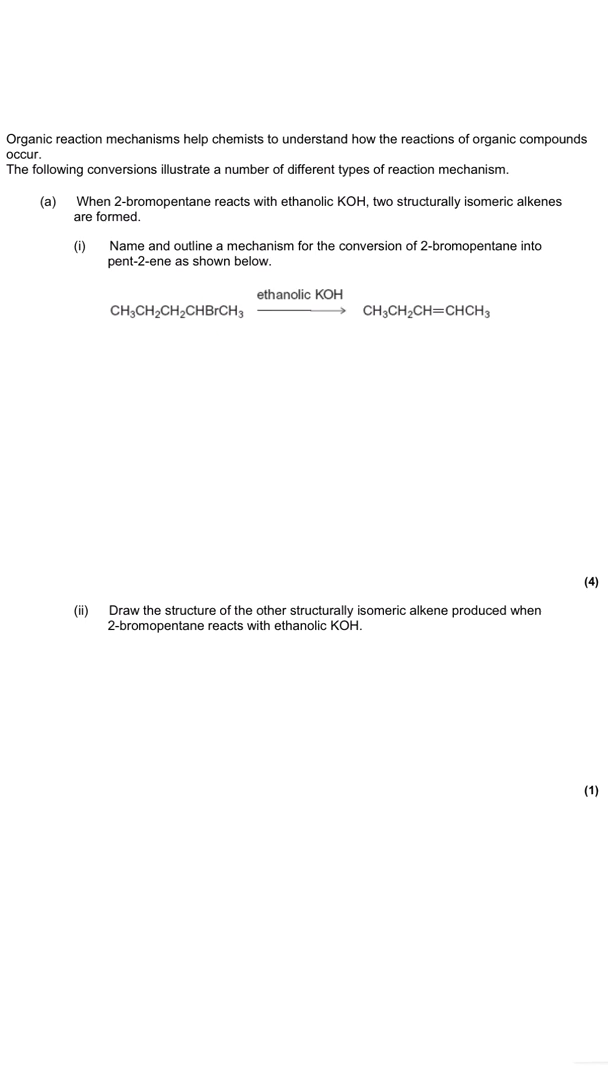 Organic reaction mechanisms help chemists to understand how the reactions of organic compounds
occur.
The following conversions illustrate a number of different types of reaction mechanism.
(a) When 2-bromopentane reacts with ethanolic KOH, two structurally isomeric alkenes
are formed.
(i) Name and outline a mechanism for the conversion of 2-bromopentane into
pent-2-ene as shown below.
ethanolic KOH
CH₃CH₂CH₂CHBrCH₃ ⟶ CH₃CH₂CH=CHCH₃
(4)
(ii) Draw the structure of the other structurally isomeric alkene produced when
2-bromopentane reacts with ethanolic KOH.
(1)